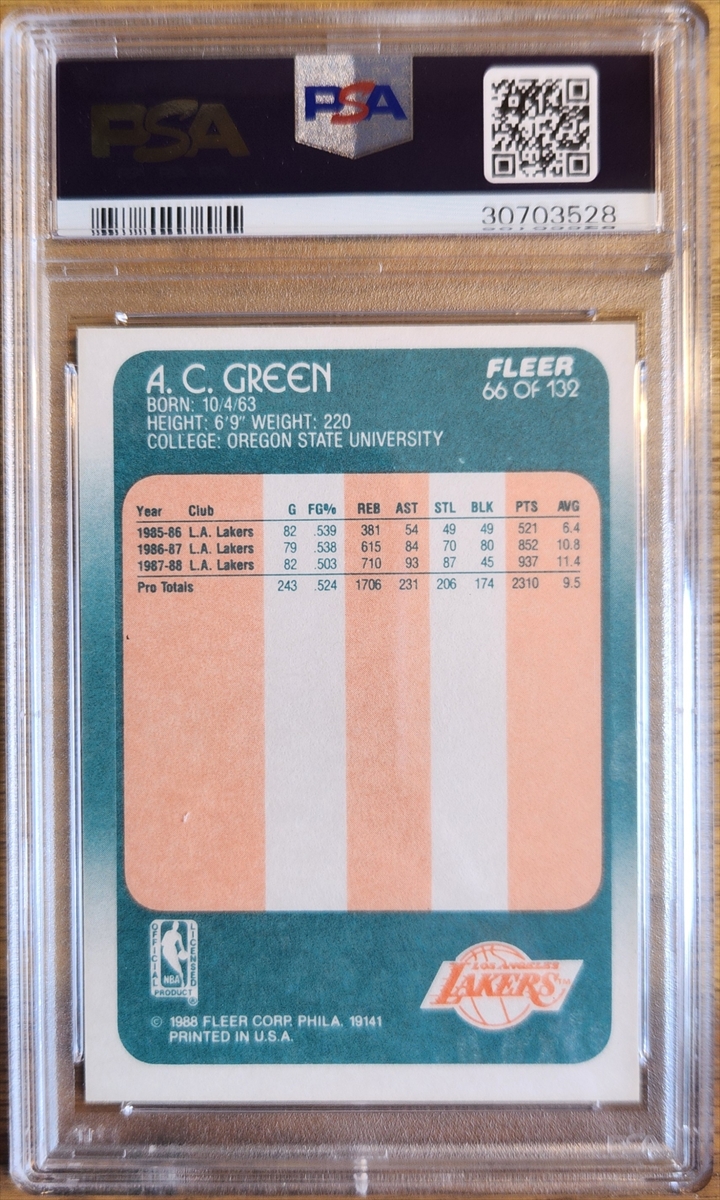 PSA
PSA
30703528
A. C. GREEN
BORN: 10/4/63
HEIGHT: 6'9" WEIGHT: 220
COLLEGE: OREGON STATE UNIVERSITY
FLEER
66 OF 132
Year Club G FG% REB AST STL BLK PTS AVG
1985-86 L.A. Lakers 82 .539 381 54 49 49 521 6.4
1986-87 L.A. Lakers 79 .538 615 84 70 80 852 10.8
1987-88 L.A. Lakers 82 .503 710 93 87 45 937 11.4
Pro Totals 243 .524 1706 231 206 174 2310 9.5
OFFICIAL
LICENSED
NBA
PRODUCT ®
LOS ANGELES
LAKERS™
© 1988 FLEER CORP. PHILA. 19141
PRINTED IN U.S.A.